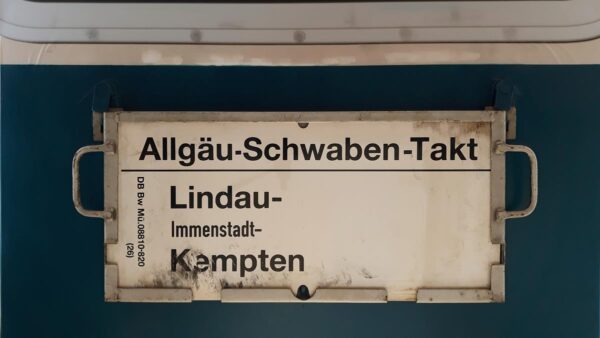 Allgäu-Schwaben-Takt
Lindau-
Immenstadt-
Kempten
DB Bw Mü.08810-820
(26)